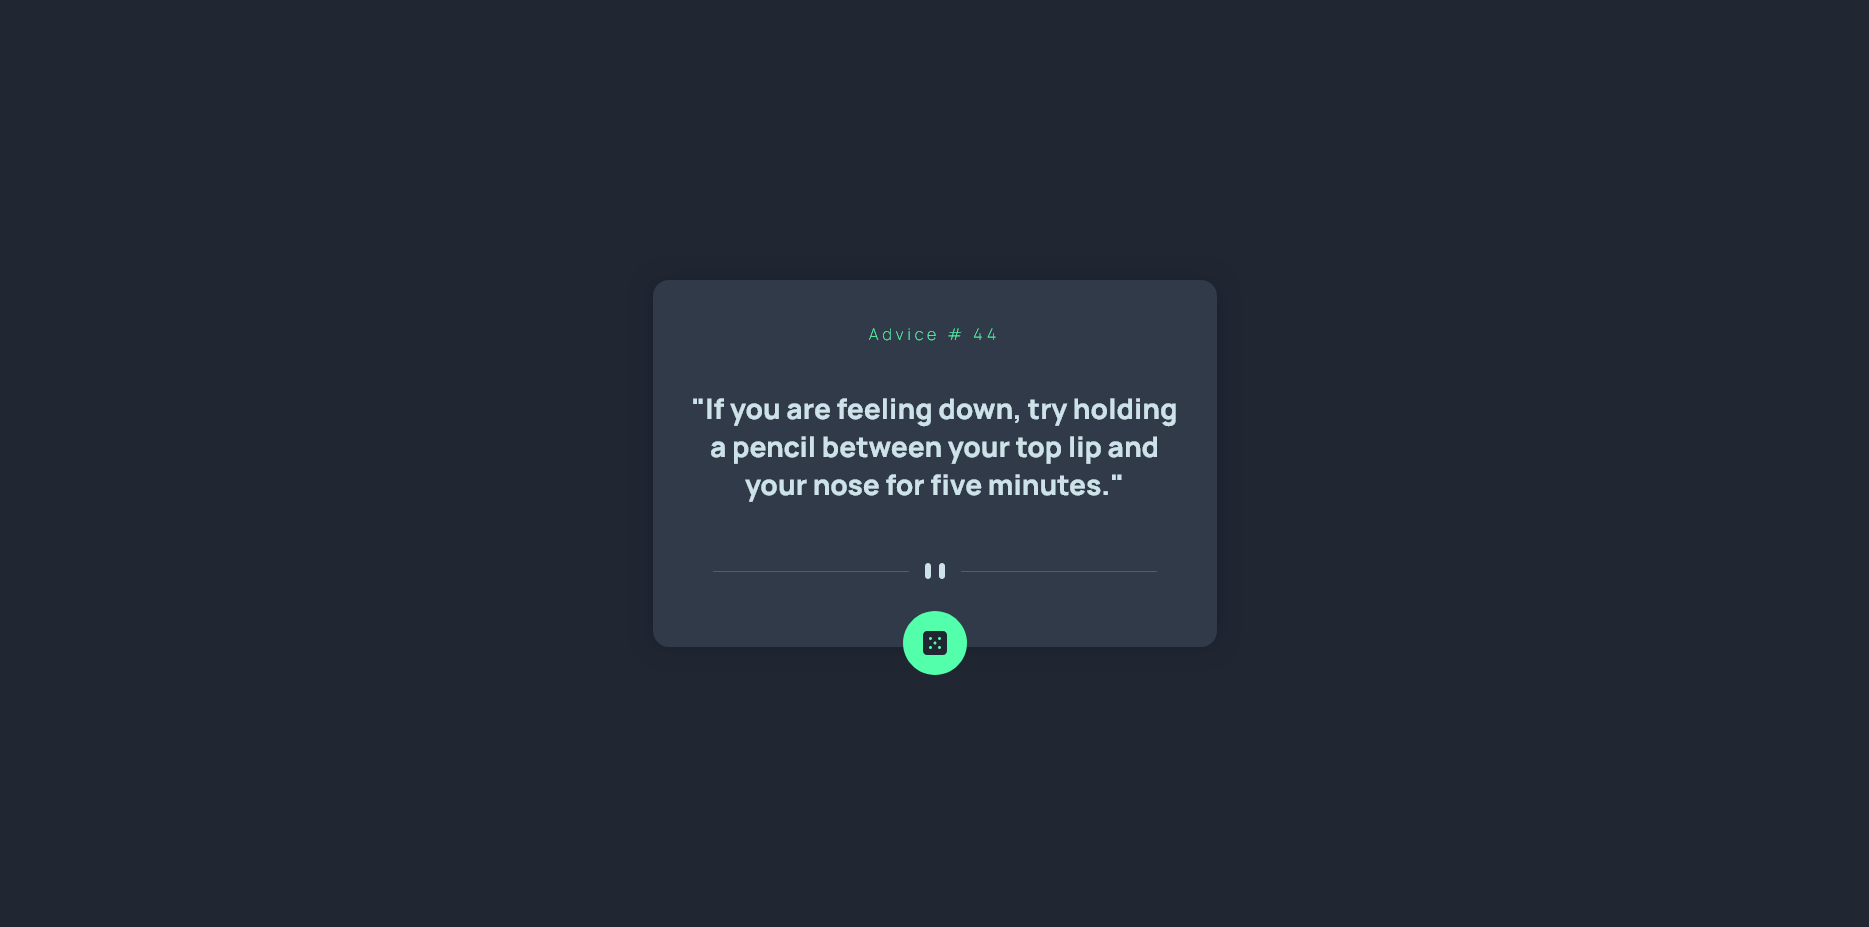 Advice # 44
"If you are feeling down, try holding
a pencil between your top lip and
your nose for five minutes."